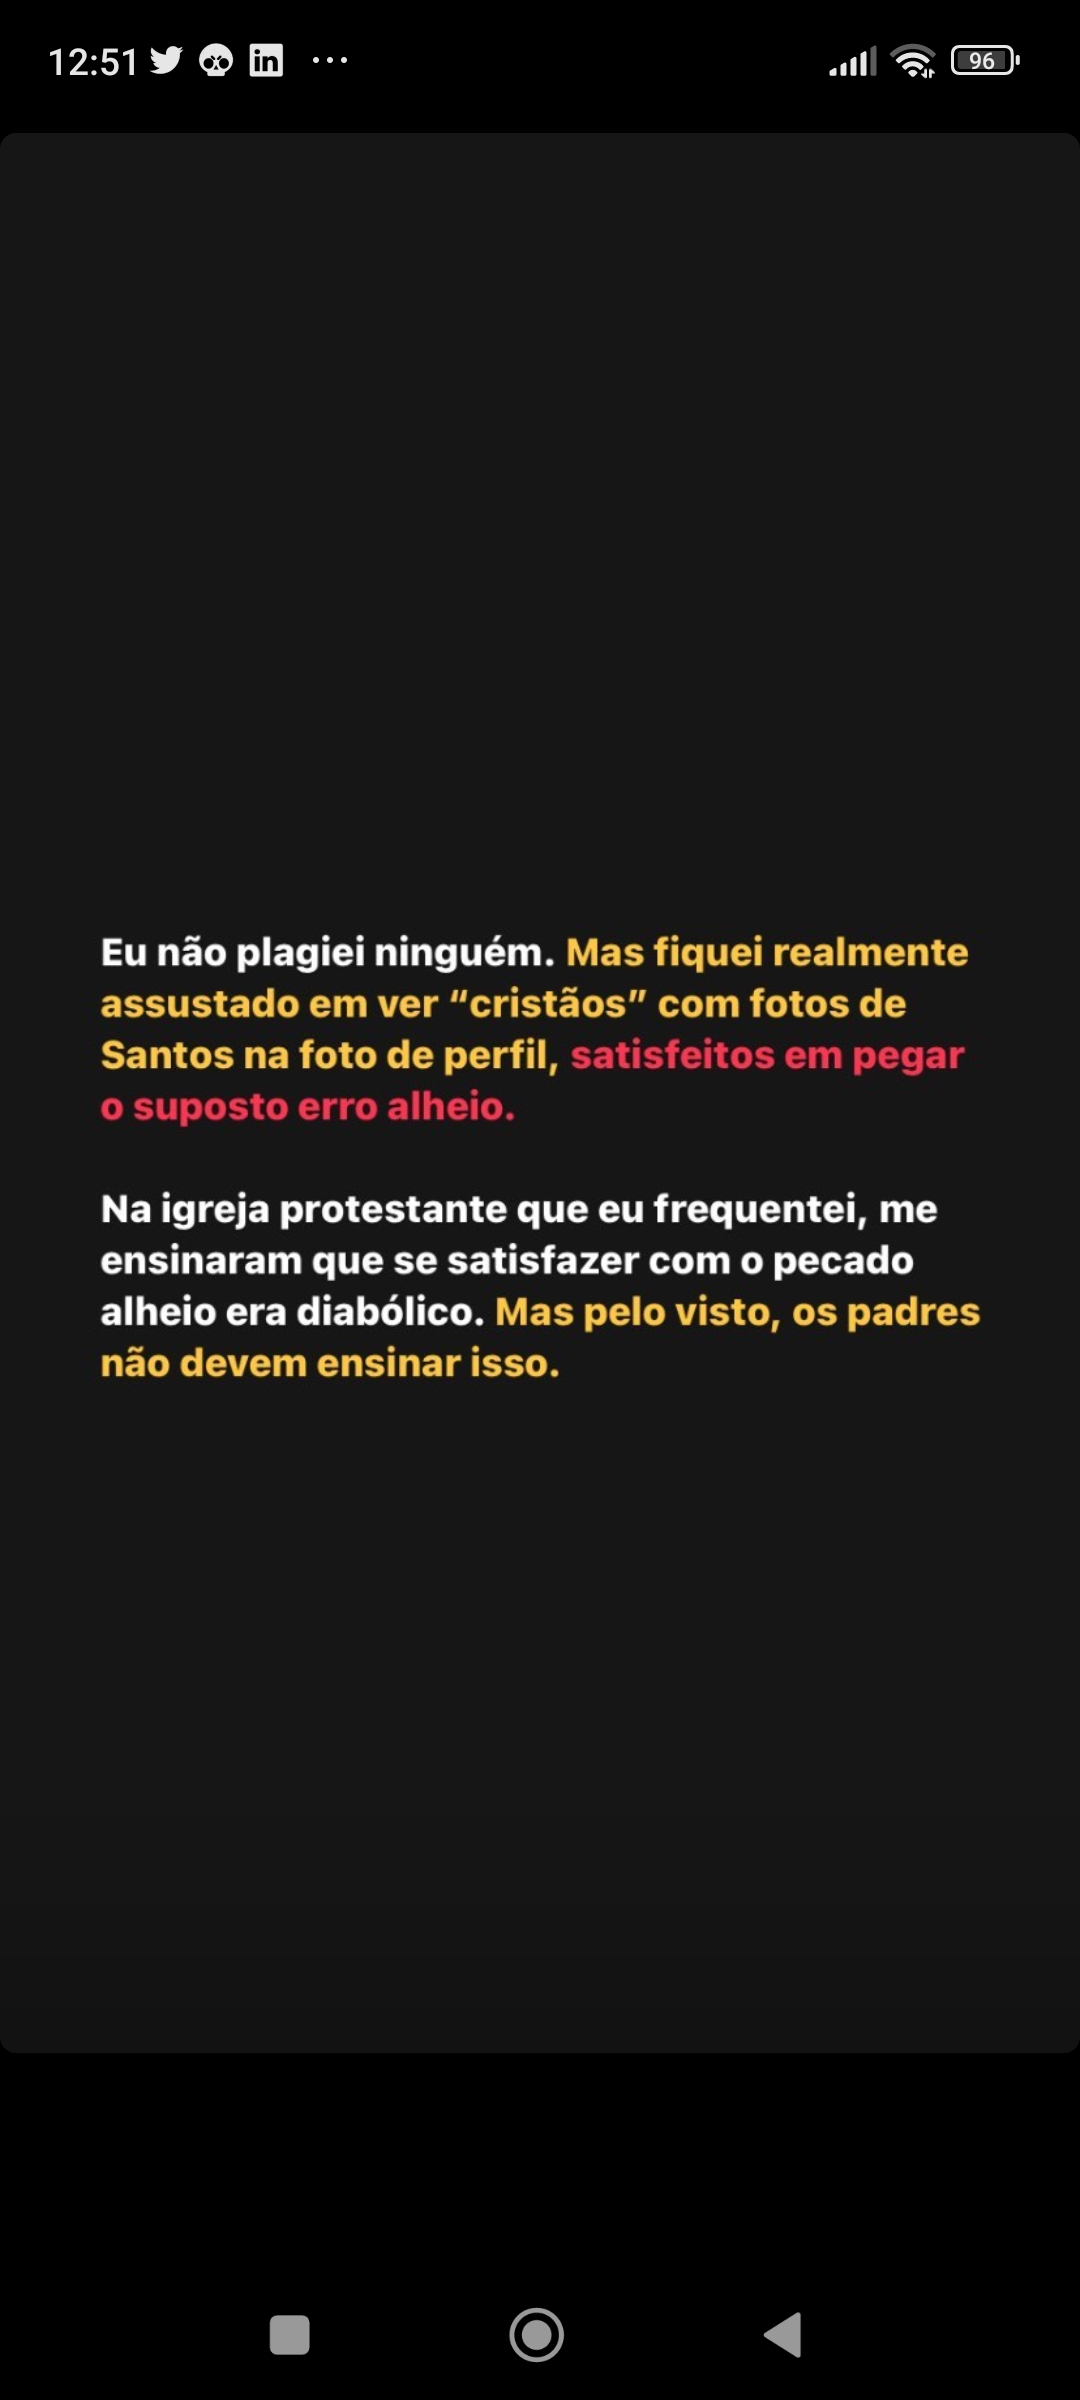 12:51
96
Eu não plagiei ninguém. Mas fiquei realmente
assustado em ver “cristãos” com fotos de
Santos na foto de perfil, satisfeitos em pegar
o suposto erro alheio.
Na igreja protestante que eu frequentei, me
ensinaram que se satisfazer com o pecado
alheio era diabólico. Mas pelo visto, os padres
não devem ensinar isso.